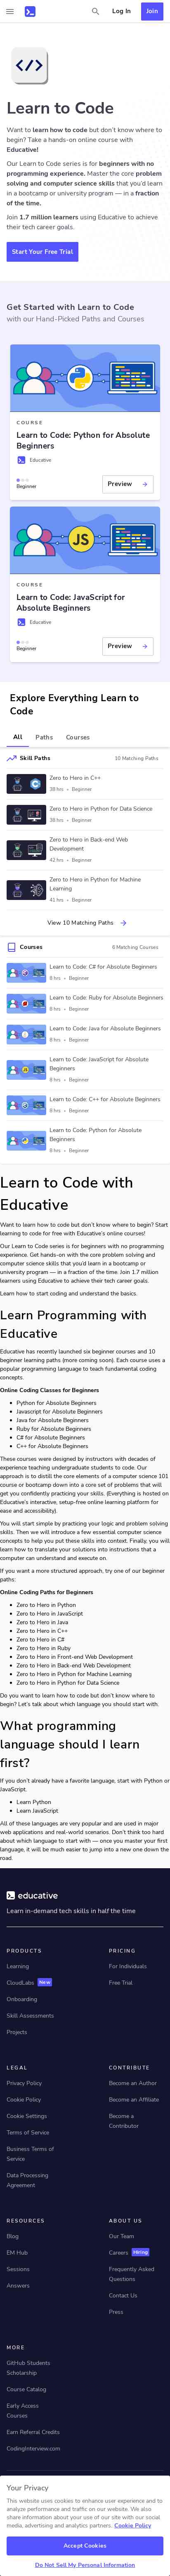 Log In
Join
Learn to Code
Want to learn how to code but don't know where to
begin? Take a hands-on online course with
Educative!
Our Learn to Code series is for beginners with no
programming experience. Master the core problem
solving and computer science skills that you'd learn
in a bootcamp or university program — in a fraction
of the time.
Join 1.7 million learners using Educative to achieve
their tech career goals.
Start Your Free Trial
Get Started with Learn to Code
with our Hand-Picked Paths and Courses
COURSE
Learn to Code: Python for Absolute
Beginners
Educative
Beginner
Preview
COURSE
JS
Learn to Code: JavaScript for
Absolute Beginners
Educative
Beginner
Preview
Explore Everything Learn to
Code
All
Paths
Courses
Skill Paths
10 Matching Paths
Zero to Hero in C++
38 hrs • Beginner
Zero to Hero in Python for Data Science
36 hrs • Beginner
Zero to Hero in Back-end Web
Development
42 hrs • Beginner
Zero to Hero in Python for Machine
Learning
41 hrs • Beginner
View 10 Matching Paths
Courses
6 Matching Courses
Learn to Code: C# for Absolute Beginners
8 hrs • Beginner
Learn to Code: Ruby for Absolute Beginners
8 hrs • Beginner
Learn to Code: Java for Absolute Beginners
8 hrs • Beginner
Learn to Code: JavaScript for Absolute
Beginners
8 hrs • Beginner
Learn to Code: C++ for Absolute Beginners
8 hrs • Beginner
Learn to Code: Python for Absolute
Beginners
8 hrs • Beginner
Learn to Code with
Educative
Want to learn how to code but don't know where to begin? Start
learning to code for free with Educative's online courses!
Our Learn to Code series is for beginners with no programming
experience. Get hands-on with the core problem solving and
computer science skills that you'd learn in a bootcamp or
university program — in a fraction of the time. Join 1.7 million
learners using Educative to achieve their tech career goals.
Learn how to start coding and understand the basics.
Learn Programming with
Educative
Educative has recently launched six beginner courses and 10
beginner learning paths (more coming soon). Each course uses a
popular programming language to teach fundamental coding
concepts.
Online Coding Classes for Beginners
Python for Absolute Beginners
Javascript for Absolute Beginners
Java for Absolute Beginners
Ruby for Absolute Beginners
C# for Absolute Beginners
C++ for Absolute Beginners
These courses were designed by instructors with decades of
experience teaching undergraduate students to code. Our
approach is to distill the core elements of a computer science 101
class or bootcamp down into a core set of problems that will
get you confidently practicing your skills. (Everything is hosted on
Educative's interactive, setup-free online learning platform for
ease and accessibility).
You will start simple by practicing your logic and problem solving
skills. Then we will introduce a few essential computer science
concepts to help you put these skills into context. Finally, you will
learn how to translate your solutions into instructions that a
computer can understand and execute on.
If you want a more structured approach, try one of our beginner
paths:
Online Coding Paths for Beginners
Zero to Hero in Python
Zero to Hero in JavaScript
Zero to Hero in Java
Zero to Hero in C++
Zero to Hero in C#
Zero to Hero in Ruby
Zero to Hero in Front-end Web Development
Zero to Hero in Back-end Web Development
Zero to Hero in Python for Machine Learning
Zero to Hero in Python for Data Science
Do you want to learn how to code but don't know where to
begin? Let's talk about which language you should start with.
What programming
language should I learn
first?
If you don't already have a favorite language, start with Python or
JavaScript.
Learn Python
Learn JavaScript
All of these languages are very popular and are used in major
web applications and real-world scenarios. Don't think too hard
about which language to start with — once you master your first
language, it will be much easier to jump into a new one down the
road.
educative
Learn in-demand tech skills in half the time
PRODUCTS
Learning
CloudLabs New
Onboarding
Skill Assessments
Projects
PRICING
For Individuals
Free Trial
LEGAL
Privacy Policy
Cookie Policy
Cookie Settings
Terms of Service
Business Terms of
Service
Data Processing
Agreement
CONTRIBUTE
Become an Author
Become an Affiliate
Become a
Contributor
RESOURCES
Blog
EM Hub
Sessions
Answers
ABOUT US
Our Team
Careers Hiring
Frequently Asked
Questions
Contact Us
Press
MORE
GitHub Students
Scholarship
Course Catalog
Early Access
Courses
Earn Referral Credits
CodingInterview.com
Your Privacy
This website uses cookies to enhance user experience and to
analyze performance and traffic on our website. We also
share information about your use of our site with our social
media, advertising and analytics partners. Cookie Policy
Accept Cookies
Do Not Sell My Personal Information